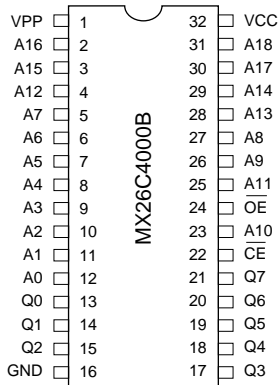 VPP 1 32 VCC
A16 2 31 A18
A15 3 30 A17
A12 4 29 A14
A7 5 28 A13
A6 6 27 A8
A5 7 26 A9
A4 8 25 A11
A3 9 24 OE
A2 10 23 A10
A1 11 22 CE
A0 12 21 Q7
Q0 13 20 Q6
Q1 14 19 Q5
Q2 15 18 Q4
GND 16 17 Q3
MX26C4000B